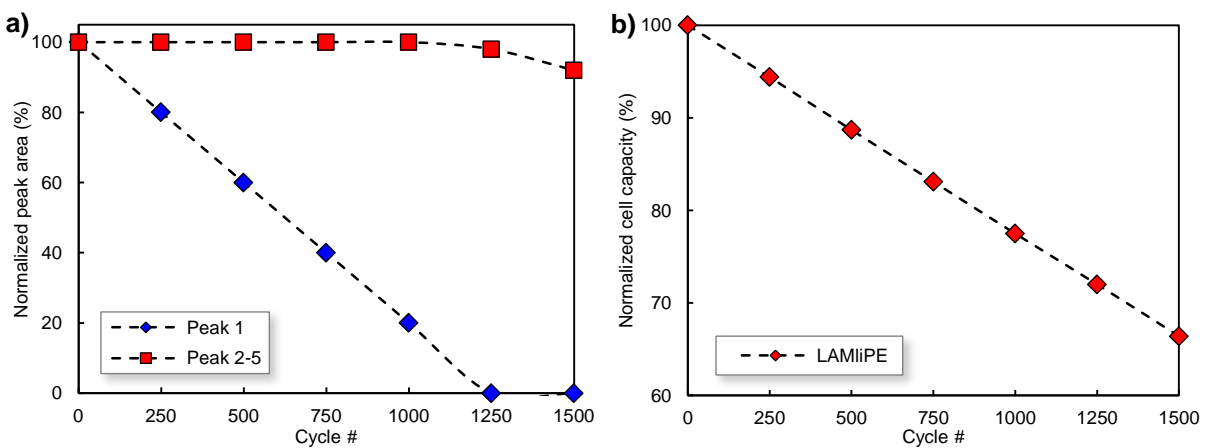 a)
Normalized peak area (%)
100
80
60
40
20
0
Peak 1
Peak 2-5
0 250 500 750 1000 1250 1500
Cycle #
b)
Normalized cell capacity (%)
100
90
80
70
60
LAMliPE
0 250 500 750 1000 1250 1500
Cycle #